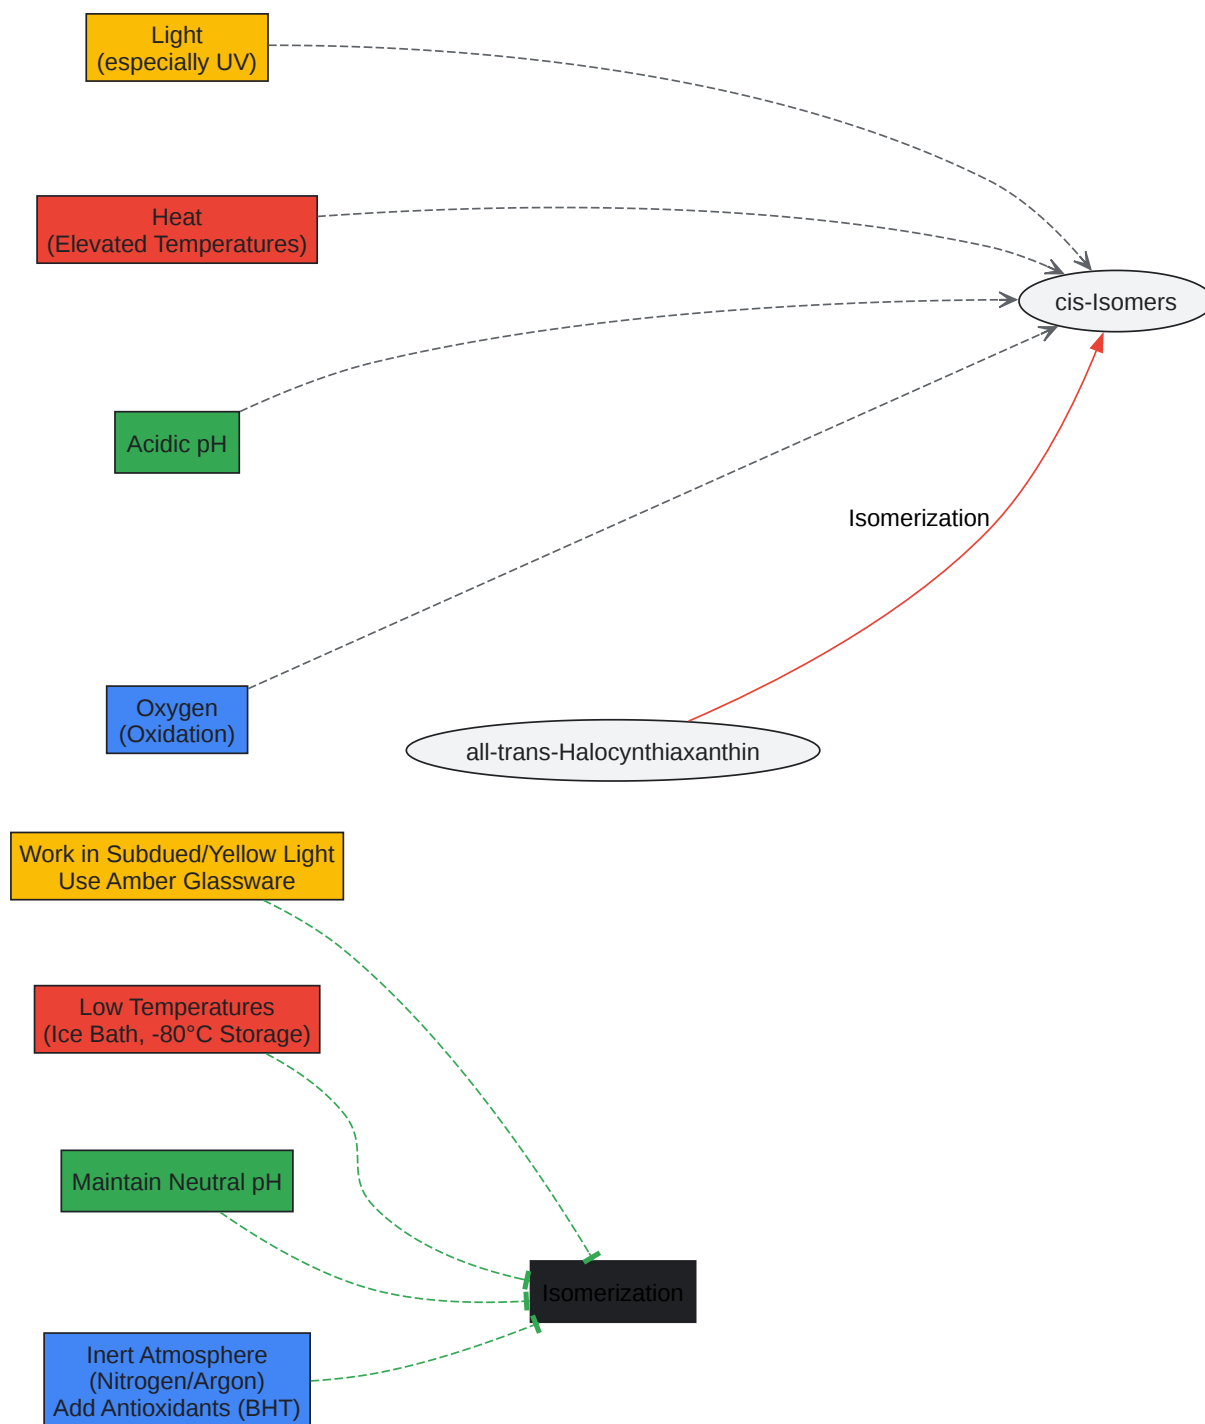 Light
(especially UV)
Heat
(Elevated Temperatures)
cis-Isomers
Acidic pH
Isomerization
Oxygen
(Oxidation)
all-trans-Halocynthiaxanthin
Work in Subdued/Yellow Light
Use Amber Glassware
Low Temperatures
(Ice Bath, -80°C Storage)
Maintain Neutral pH
Isomerization
Inert Atmosphere
(Nitrogen/Argon)
Add Antioxidants (BHT)